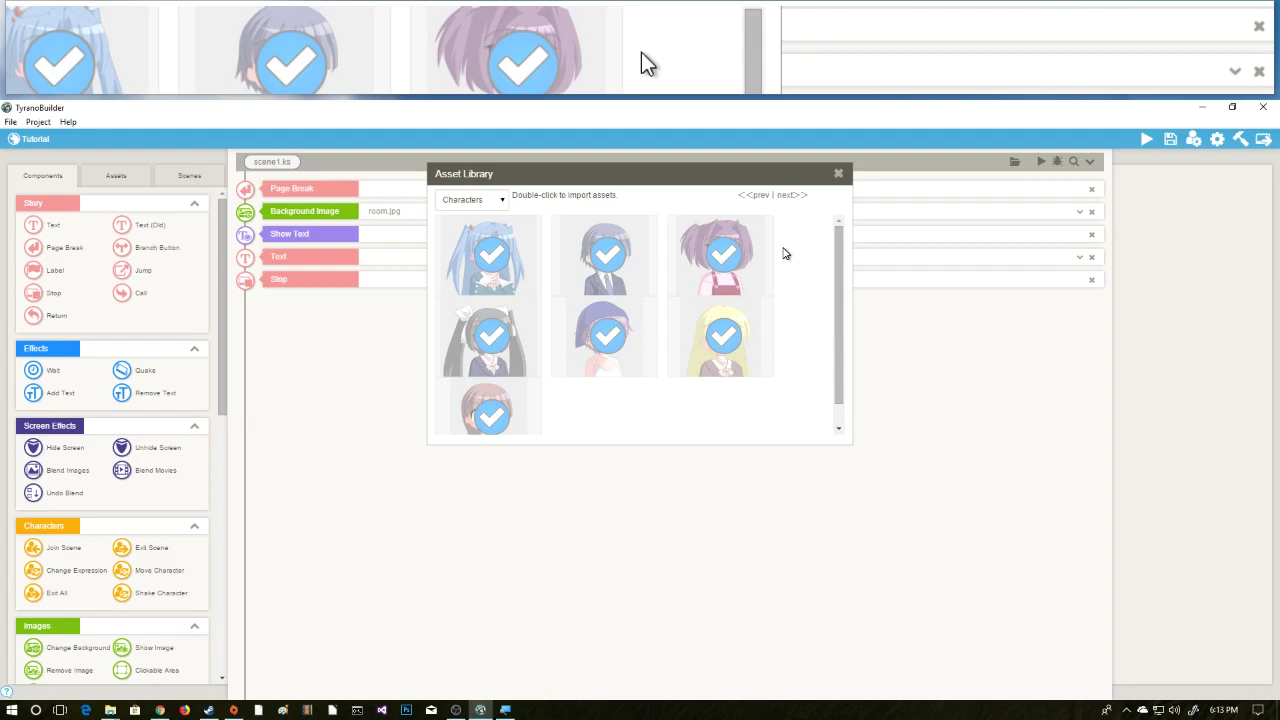 TyranoBuilder
File Project Help
Tutorial
Components Assets Scenes
scene1.ks
Story
Text Text (Old)
Page Break Branch Button
Label Jump
Stop Call
Return
Effects
Wait Quake
Add Text Remove Text
Screen Effects
Hide Screen Unhide Screen
Blend Images Blend Movies
Undo Blend
Characters
Join Scene Exit Scene
Change Expression Move Character
Exit All Shake Character
Images
Change Background Show Image
Remove Image Clickable Area
Page Break
Background Image room.jpg
Show Text
Text
Stop
Asset Library
Characters Double-click to import assets. <<prev | next>>
6:13 PM